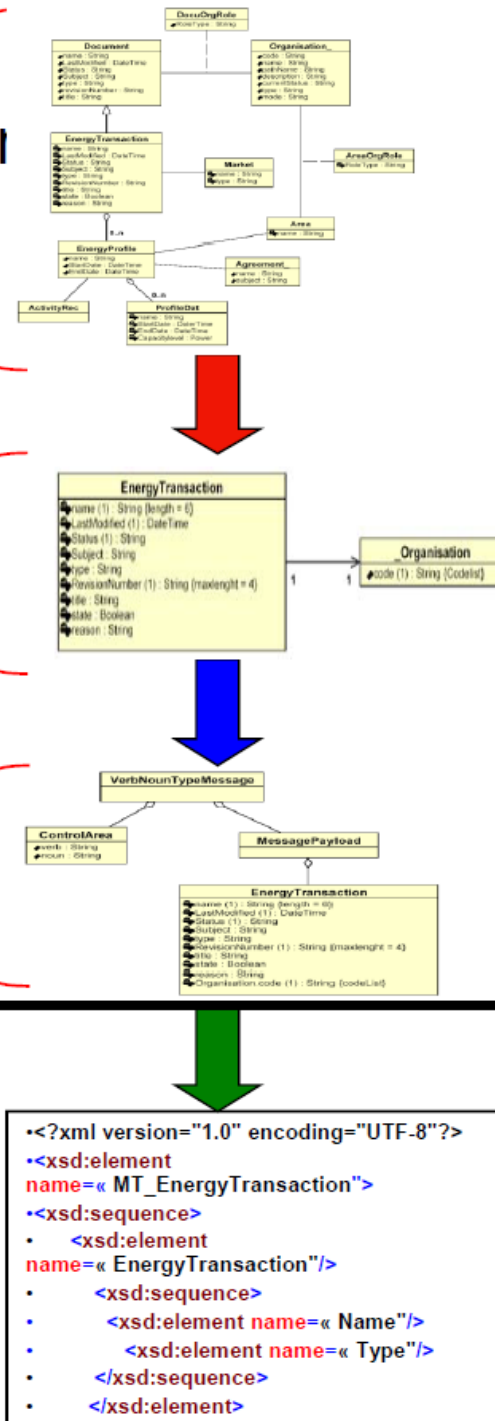 DocuOrgRole
RoleType : String
Document
name : String
LastModified : DateTime
Status : String
Subject : String
type : String
revisionNumber : String
title : String
Organisation_
code : String
name : String
description : String
currentStatus : String
type : String
mode : String
EnergyTransaction
name : String
LastModified : DateTime
Status : String
Subject : String
type : String
RevisionNumber : String
title : String
state : Boolean
reason : String
Market
name : String
type : String
AreaOrgRole
RoleType : String
Area
name : String
0..n
EnergyProfile
name : String
StartDate : DateTime
EndDate : DateTime
Agreement_
name : String
subject : String
ActivityRec
0..n
ProfileDat
name : String
StartDate : DateTime
EndDate : DateTime
Capacitylevel : Power
EnergyTransaction
name (1) : String {length = 6}
LastModified (1) : DateTime
Status (1) : String
Subject : String
type : String
RevisionNumber (1) : String {maxlenght = 4}
title : String
state : Boolean
reason : String
1
1
_Organisation
code (1) : String {Codelist}
VerbNounTypeMessage
ControlArea
verb : String
noun : String
MessagePayload
EnergyTransaction
name (1) : String {length = 6}
LastModified (1) : DateTime
Status (1) : String
Subject : String
type : String
RevisionNumber (1) : String {maxlenght = 4}
title : String
state : Boolean
reason : String
Organisation.code (1) : String {codeList}
•<?xml version="1.0" encoding="UTF-8"?>
•<xsd:element
name=« MT_EnergyTransaction">
•<xsd:sequence>
• <xsd:element
name=« EnergyTransaction"/>
• <xsd:sequence>
• <xsd:element name=« Name"/>
• <xsd:element name=« Type"/>
• </xsd:sequence>
• </xsd:element>